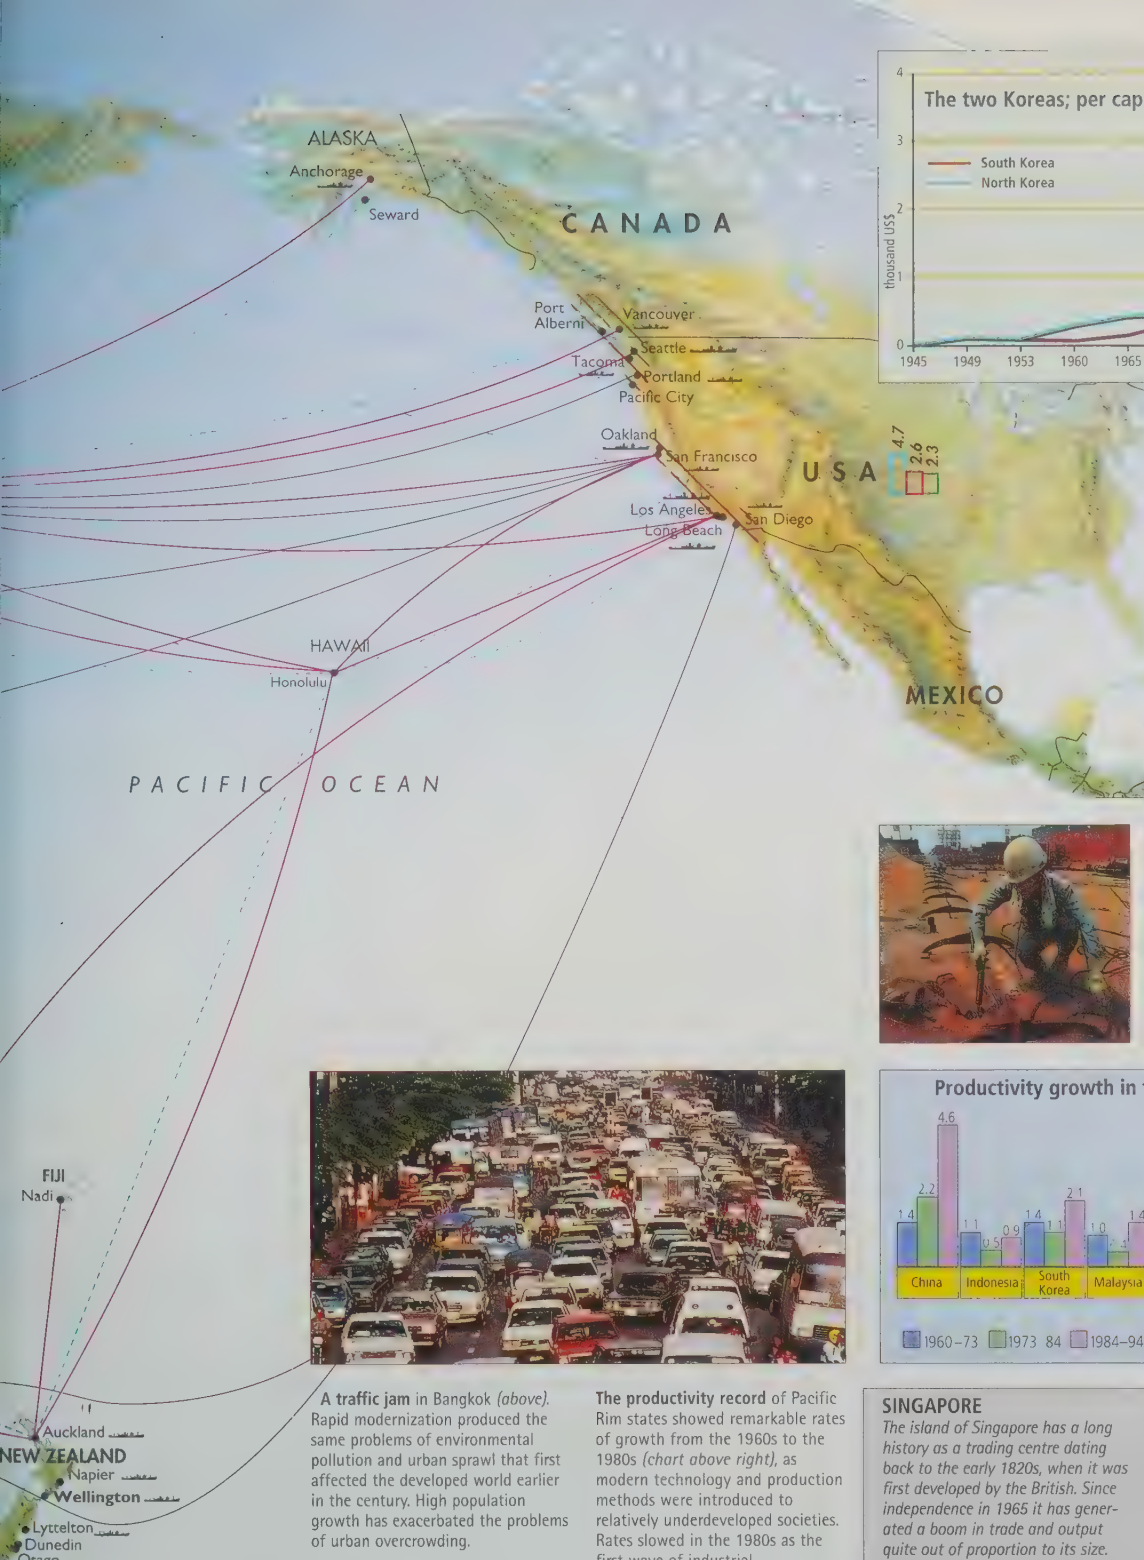 The two Koreas; per cap
4
3
2
1
0
thousand US$
South Korea
North Korea
1945 1949 1953 1960 1965
ALASKA
Anchorage
Seward
CANADA
Port
Alberni
Vancouver
Seattle
Tacoma
Portland
Pacific City
Oakland
San Francisco
USA
4.7
2.6
2.3
Los Angeles
San Diego
Long Beach
HAWAII
Honolulu
MEXICO
PACIFIC OCEAN
FIJI
Nadi
Auckland
NEW ZEALAND
Napier
Wellington
Lyttelton
Dunedin
Productivity growth in
4.6
2.2
1.4
1.1
0.5
0.9
1.4
1.1
2.1
1.0
1.4
China
Indonesia
South
Korea
Malaysia
1960–73 1973 84 1984–94
A traffic jam in Bangkok (above).
Rapid modernization produced the
same problems of environmental
pollution and urban sprawl that first
affected the developed world earlier
in the century. High population
growth has exacerbated the problems
of urban overcrowding.
The productivity record of Pacific
Rim states showed remarkable rates
of growth from the 1960s to the
1980s (chart above right), as
modern technology and production
methods were introduced to
relatively underdeveloped societies.
Rates slowed in the 1980s as the
first wave of industrial
SINGAPORE
The island of Singapore has a long
history as a trading centre dating
back to the early 1820s, when it was
first developed by the British. Since
independence in 1965 it has gener-
ated a boom in trade and output
quite out of proportion to its size.